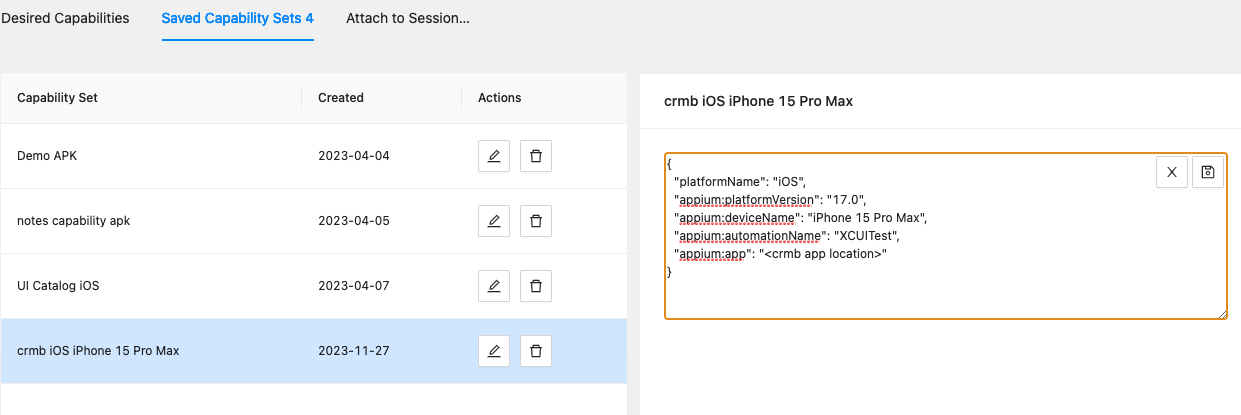 Desired Capabilities Saved Capability Sets 4 Attach to Session...
Capability Set Created Actions
Demo APK 2023-04-04
notes capability apk 2023-04-05
UI Catalog iOS 2023-04-07
crmb iOS iPhone 15 Pro Max 2023-11-27
crmb iOS iPhone 15 Pro Max
{
"platformName": "iOS",
"appium:platformVersion": "17.0",
"appium:deviceName": "iPhone 15 Pro Max",
"appium:automationName": "XCUITest",
"appium:app": "<crmb app location>"
}
X